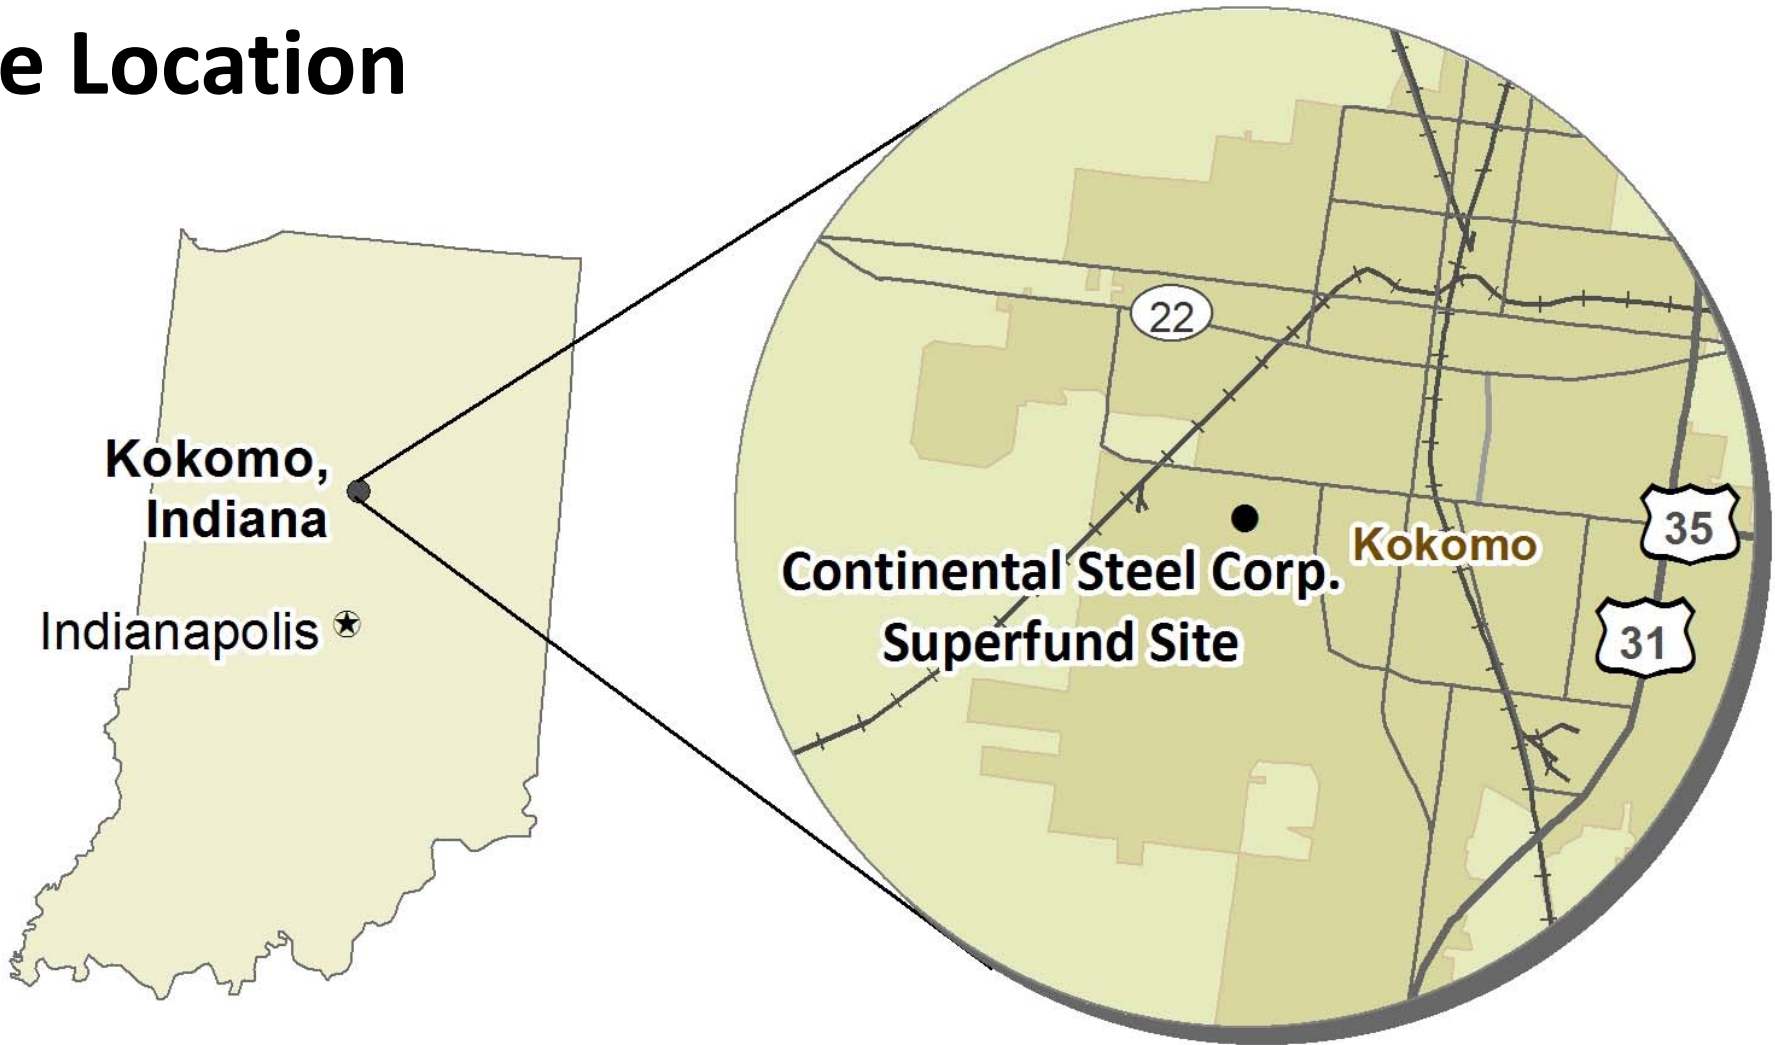 e Location
Kokomo,
Indiana
Indianapolis
22
Kokomo
Continental Steel Corp.
Superfund Site
35
31